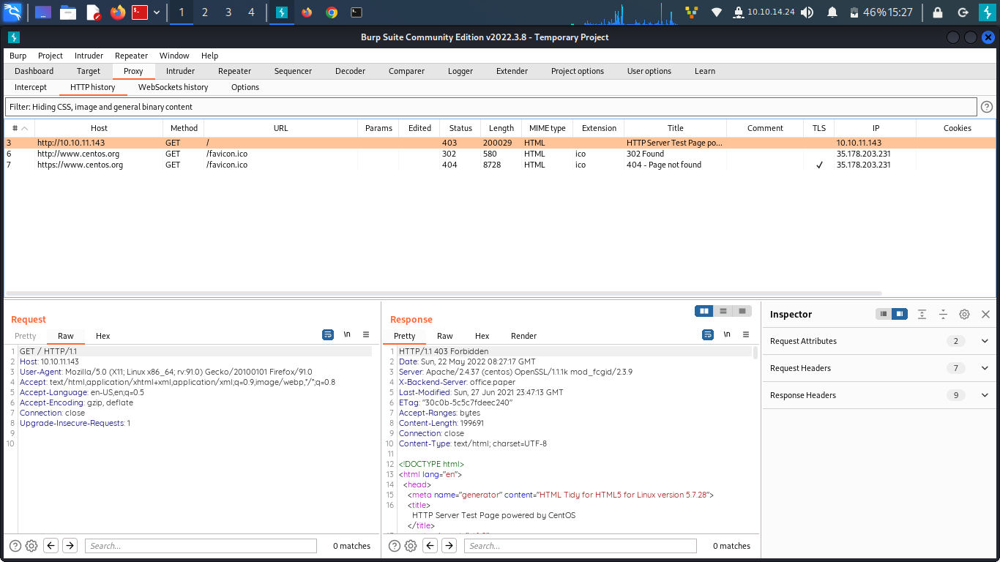 1 2 3 4 10.10.14.24 46% 15:27
Burp Suite Community Edition v2022.3.8 - Temporary Project
Burp Project Intruder Repeater Window Help
Dashboard Target Proxy Intruder Repeater Sequencer Decoder Comparer Logger Extender Project options User options Learn
Intercept HTTP history WebSockets history Options
Filter: Hiding CSS, image and general binary content
# Host Method URL Params Edited Status Length MIME type Extension Title Comment TLS IP Cookies
3 http://10.10.11.143 GET / 403 200029 HTML HTTP Server Test Page po... 10.10.11.143
6 http://www.centos.org GET /favicon.ico 302 580 HTML ico 302 Found 35.178.203.231
7 https://www.centos.org GET /favicon.ico 404 8728 HTML ico 404 - Page not found ✓ 35.178.203.231
Request
Pretty Raw Hex \n
1 GET / HTTP/1.1
2 Host: 10.10.11.143
3 User-Agent: Mozilla/5.0 (X11; Linux x86_64; rv:91.0) Gecko/20100101 Firefox/91.0
4 Accept: text/html,application/xhtml+xml,application/xml;q=0.9,image/webp,*/*;q=0.8
5 Accept-Language: en-US,en;q=0.5
6 Accept-Encoding: gzip, deflate
7 Connection: close
8 Upgrade-Insecure-Requests: 1
9
10
Search... 0 matches
Response
Pretty Raw Hex Render \n
1 HTTP/1.1 403 Forbidden
2 Date: Sun, 22 May 2022 08:27:17 GMT
3 Server: Apache/2.4.37 (centos) OpenSSL/1.1.1k mod_fcgid/2.3.9
4 X-Backend-Server: office.paper
5 Last-Modified: Sun, 27 Jun 2021 23:47:13 GMT
6 ETag: "30c0b-5c5c7fdeec240"
7 Accept-Ranges: bytes
8 Content-Length: 199691
9 Connection: close
10 Content-Type: text/html; charset=UTF-8
11
12 <!DOCTYPE html>
13 <html lang="en">
14 <head>
15 <meta name="generator" content="HTML Tidy for HTML5 for Linux version 5.7.28">
16 <title>
HTTP Server Test Page powered by CentOS
</title>
Search... 0 matches
Inspector
Request Attributes 2
Request Headers 7
Response Headers 9